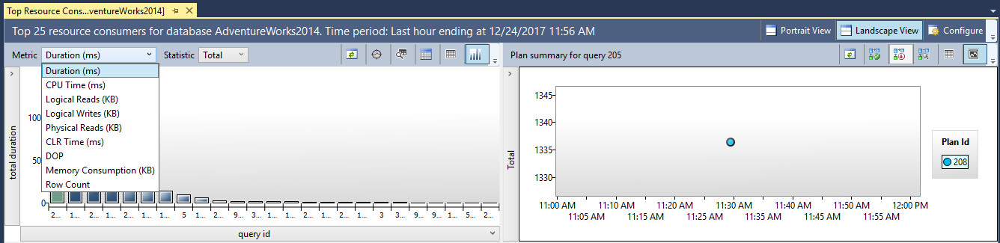 Top Resource Cons...ventureWorks2014]
Top 25 resource consumers for database AdventureWorks2014. Time period: Last hour ending at 12/24/2017 11:56 AM
Portrait View
Landscape View
Configure
Metric
Duration (ms)
Statistic
Total
Duration (ms)
CPU Time (ms)
Logical Reads (KB)
Logical Writes (KB)
Physical Reads (KB)
CLR Time (ms)
DOP
Memory Consumption (KB)
Row Count
total duration
100
50
0
2... 1... 2... 1... 2... 1... 1... 5 1... 2... 9... 3... 1... 2... 1... 1... 3 3... 9... 9... 1... 5... 2...
query id
Plan summary for query 205
Total
1345
1340
1335
1330
11:00 AM 11:10 AM 11:20 AM 11:30 AM 11:40 AM 11:50 AM 12:00 PM
11:05 AM 11:15 AM 11:25 AM 11:35 AM 11:45 AM 11:55 AM
Plan Id
208